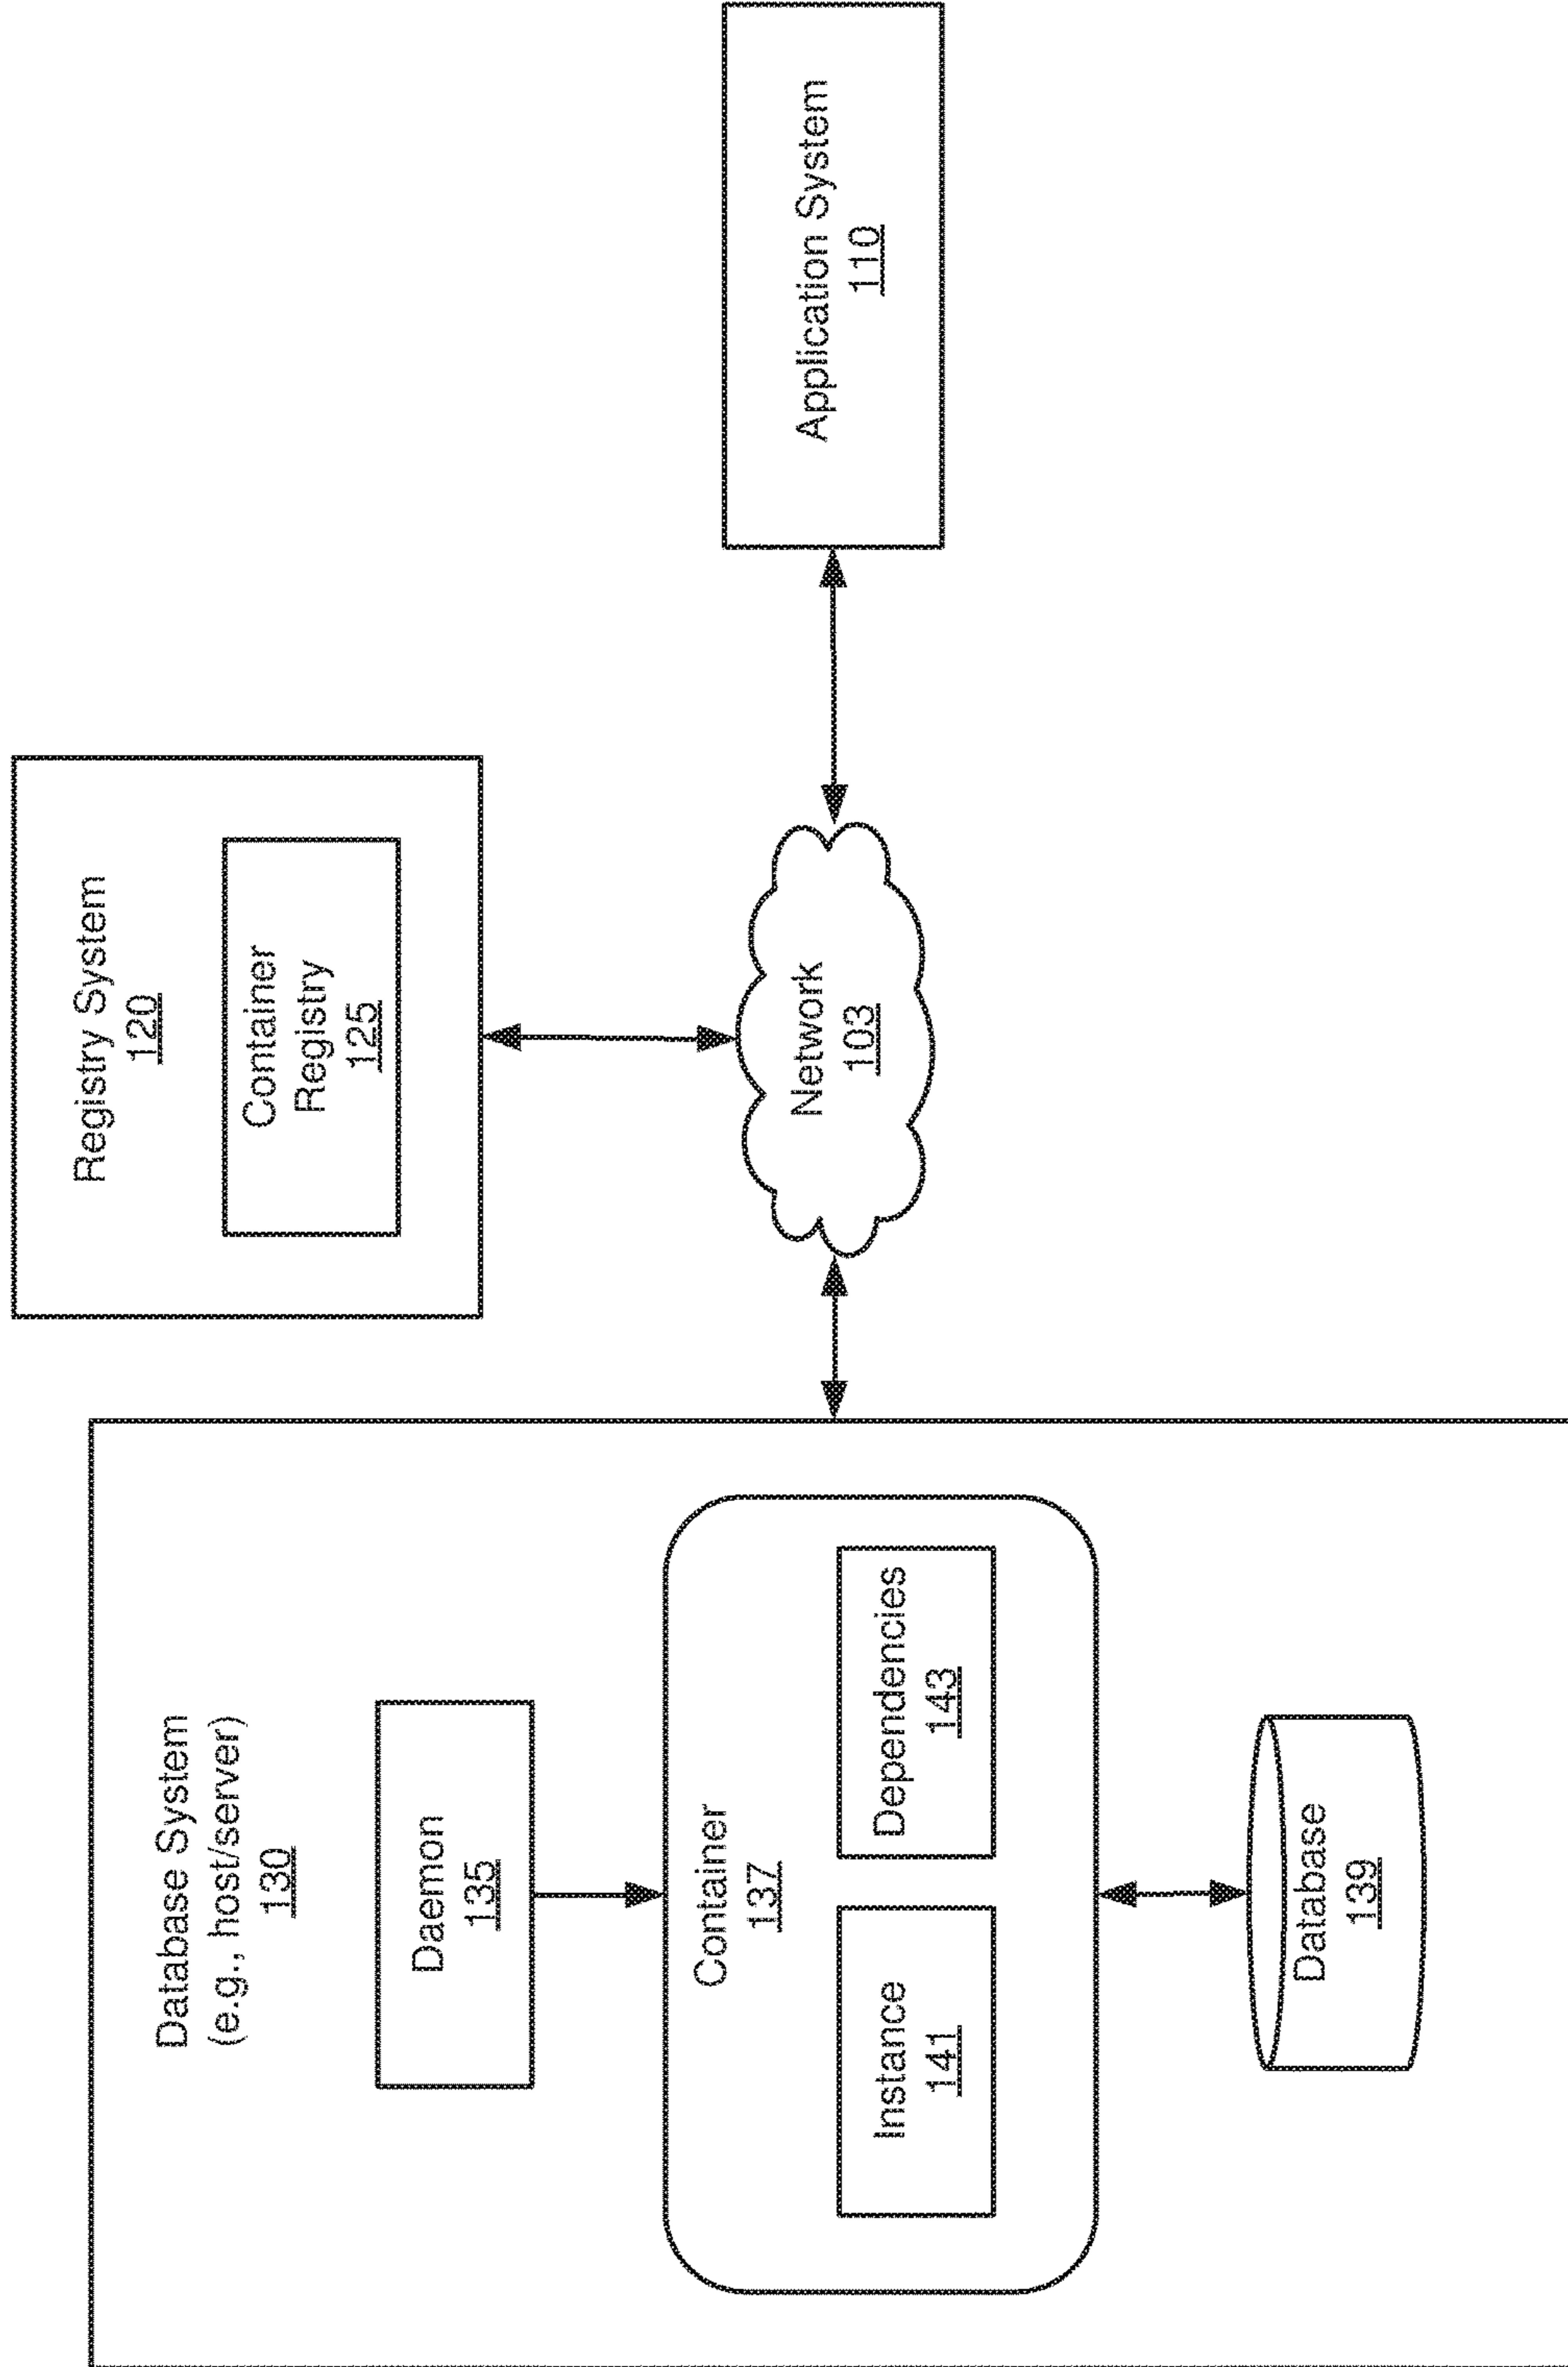 Database System
(e.g., host/server)
130
Daemon
135
Container
137
Instance
141
Dependencies
143
Database
139
Registry System
120
Container
Registry
125
Network
103
Application System
110